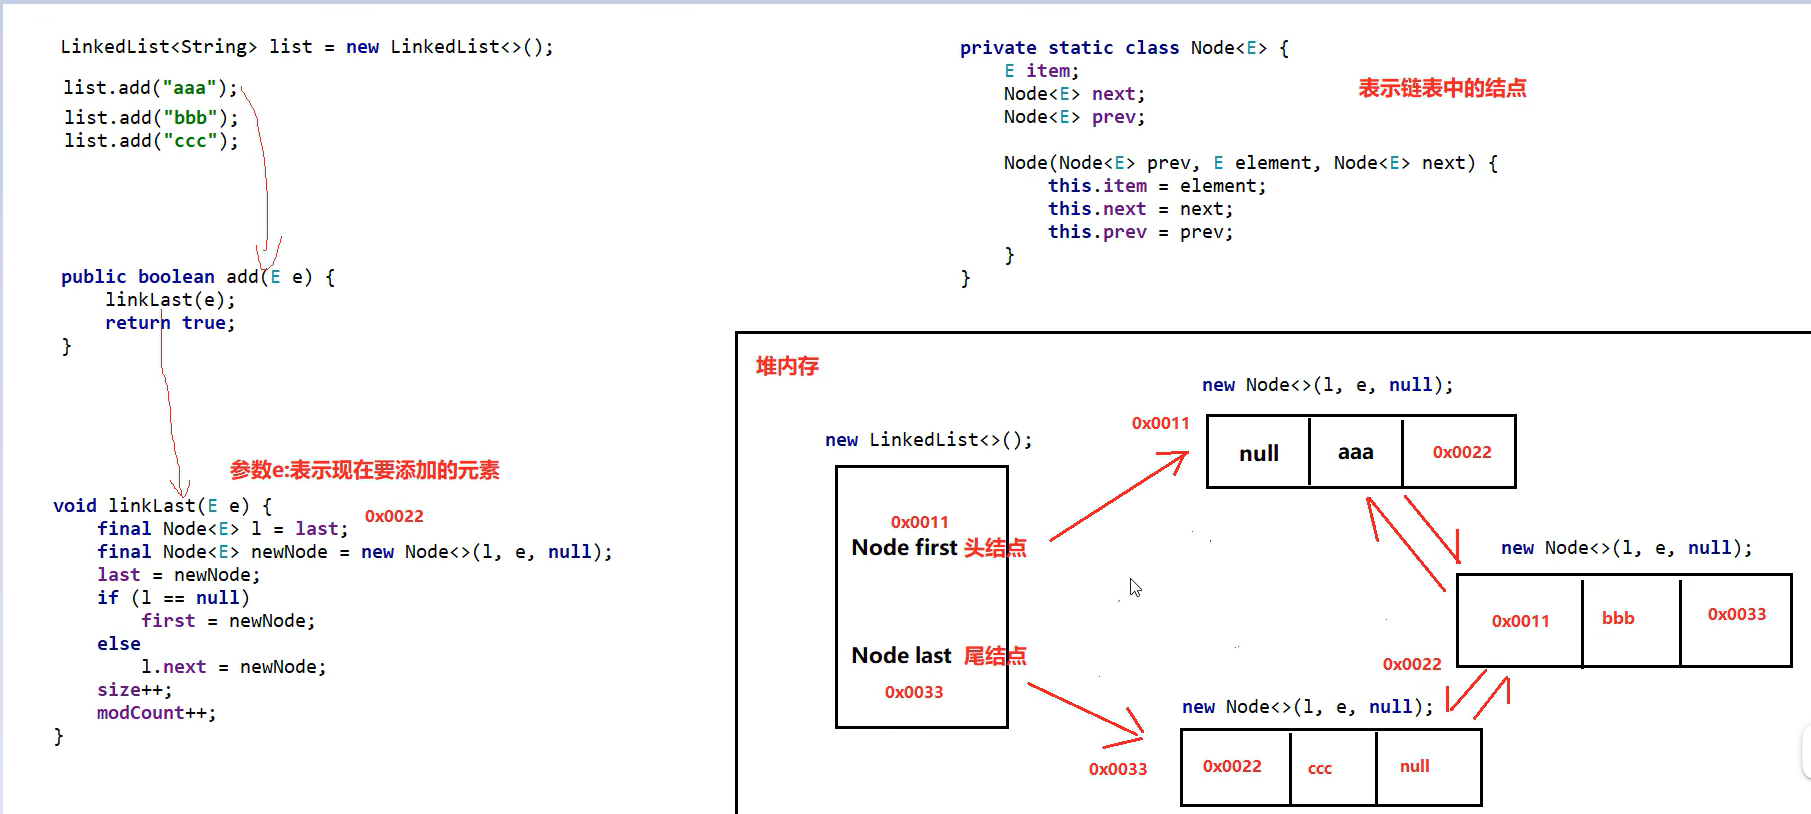 LinkedList<String> list = new LinkedList<>();
list.add("aaa");
list.add("bbb");
list.add("ccc");
public boolean add(E e) {
linkLast(e);
return true;
}
参数e:表示现在要添加的元素
void linkLast(E e) {
final Node<E> l = last; 0x0022
final Node<E> newNode = new Node<>(l, e, null);
last = newNode;
if (l == null)
first = newNode;
else
l.next = newNode;
size++;
modCount++;
}
private static class Node<E> {
E item;
Node<E> next;
Node<E> prev;
表示链表中的结点
Node(Node<E> prev, E element, Node<E> next) {
this.item = element;
this.next = next;
this.prev = prev;
}
}
堆内存
new LinkedList<>();
0x0011
Node first 头结点
Node last 尾结点
0x0033
new Node<>(l, e, null);
0x0011
null aaa 0x0022
new Node<>(l, e, null);
0x0011 bbb 0x0033
0x0022
new Node<>(l, e, null);
0x0033
0x0022 ccc null